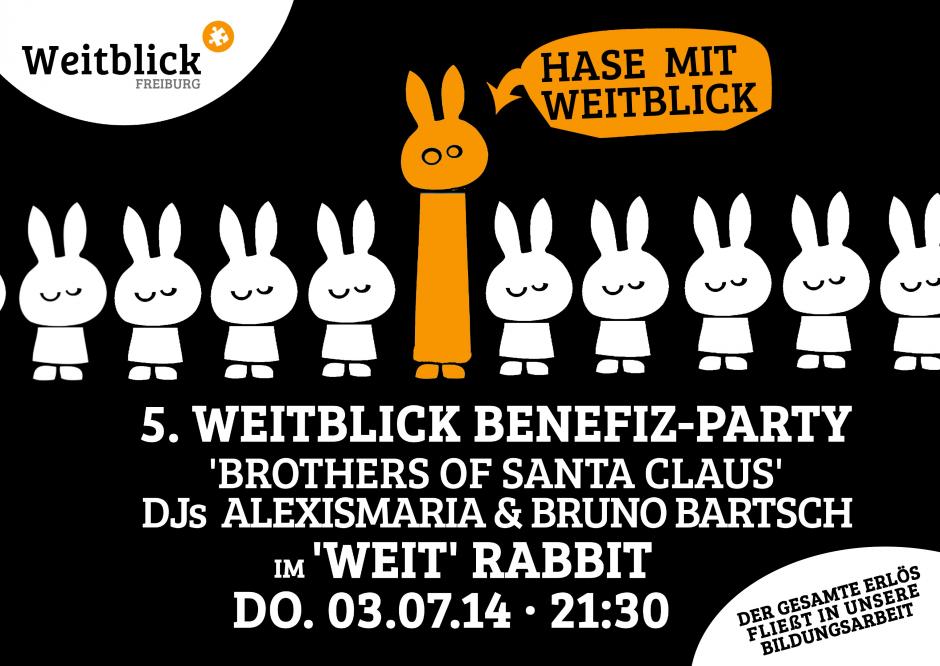 Weitblick
FREIBURG
HASE MIT
WEITBLICK
5. WEITBLICK BENEFIZ-PARTY
'BROTHERS OF SANTA CLAUS'
DJs ALEXISMARIA & BRUNO BARTSCH
IM 'WEIT' RABBIT
DO. 03.07.14 · 21:30
DER GESAMTE ERLÖS
FLIEßT IN UNSERE
BILDUNGSARBEIT